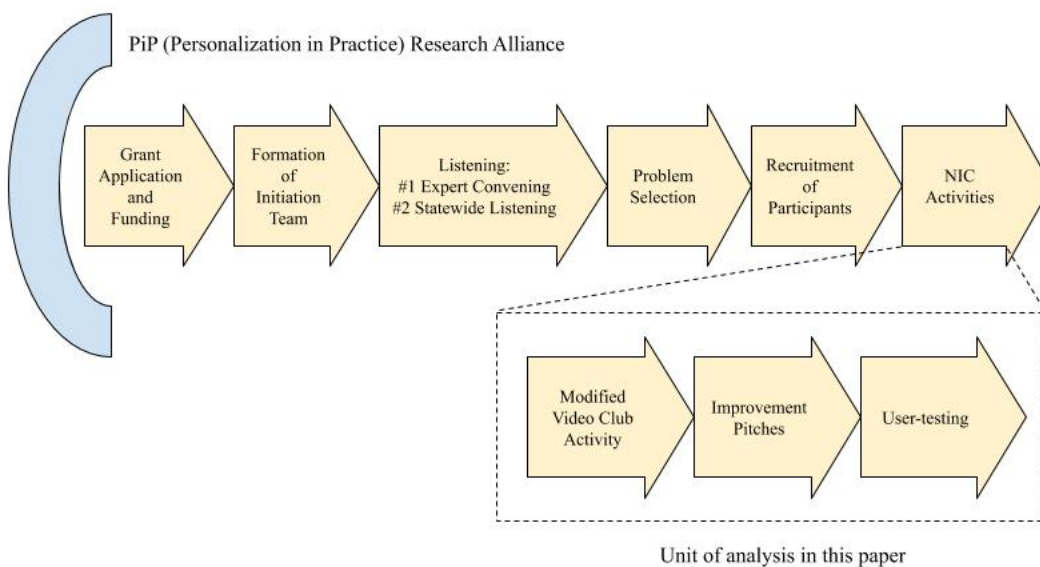 PiP (Personalization in Practice) Research Alliance
Grant
Application
and
Funding
Formation
of
Initiation
Team
Listening:
#1 Expert Convening
#2 Statewide Listening
Problem
Selection
Recruitment
of
Participants
NIC
Activities
Modified
Video Club
Activity
Improvement
Pitches
User-testing
Unit of analysis in this paper